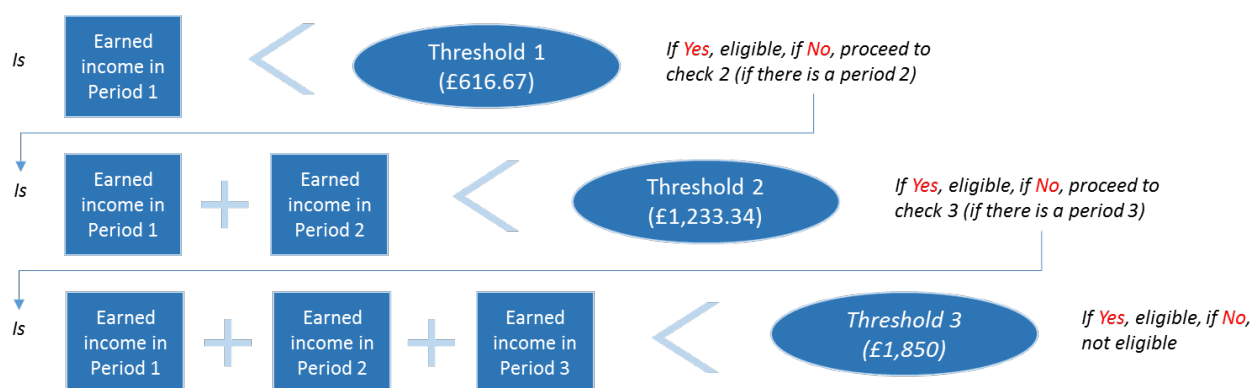 Is
Earned
income in
Period 1
<
Threshold 1
(£616.67)
If Yes, eligible, if No, proceed to
check 2 (if there is a period 2)
Is
Earned
income in
Period 1
+
Earned
income in
Period 2
<
Threshold 2
(£1,233.34)
If Yes, eligible, if No, proceed to
check 3 (if there is a period 3)
Is
Earned
income in
Period 1
+
Earned
income in
Period 2
+
Earned
income in
Period 3
<
Threshold 3
(£1,850)
If Yes, eligible, if No,
not eligible